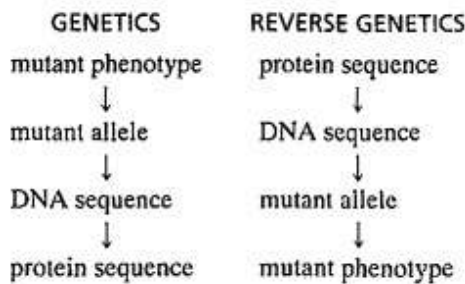 GENETICS
mutant phenotype
↓
mutant allele
↓
DNA sequence
↓
protein sequence
REVERSE GENETICS
protein sequence
↓
DNA sequence
↓
mutant allele
↓
mutant phenotype